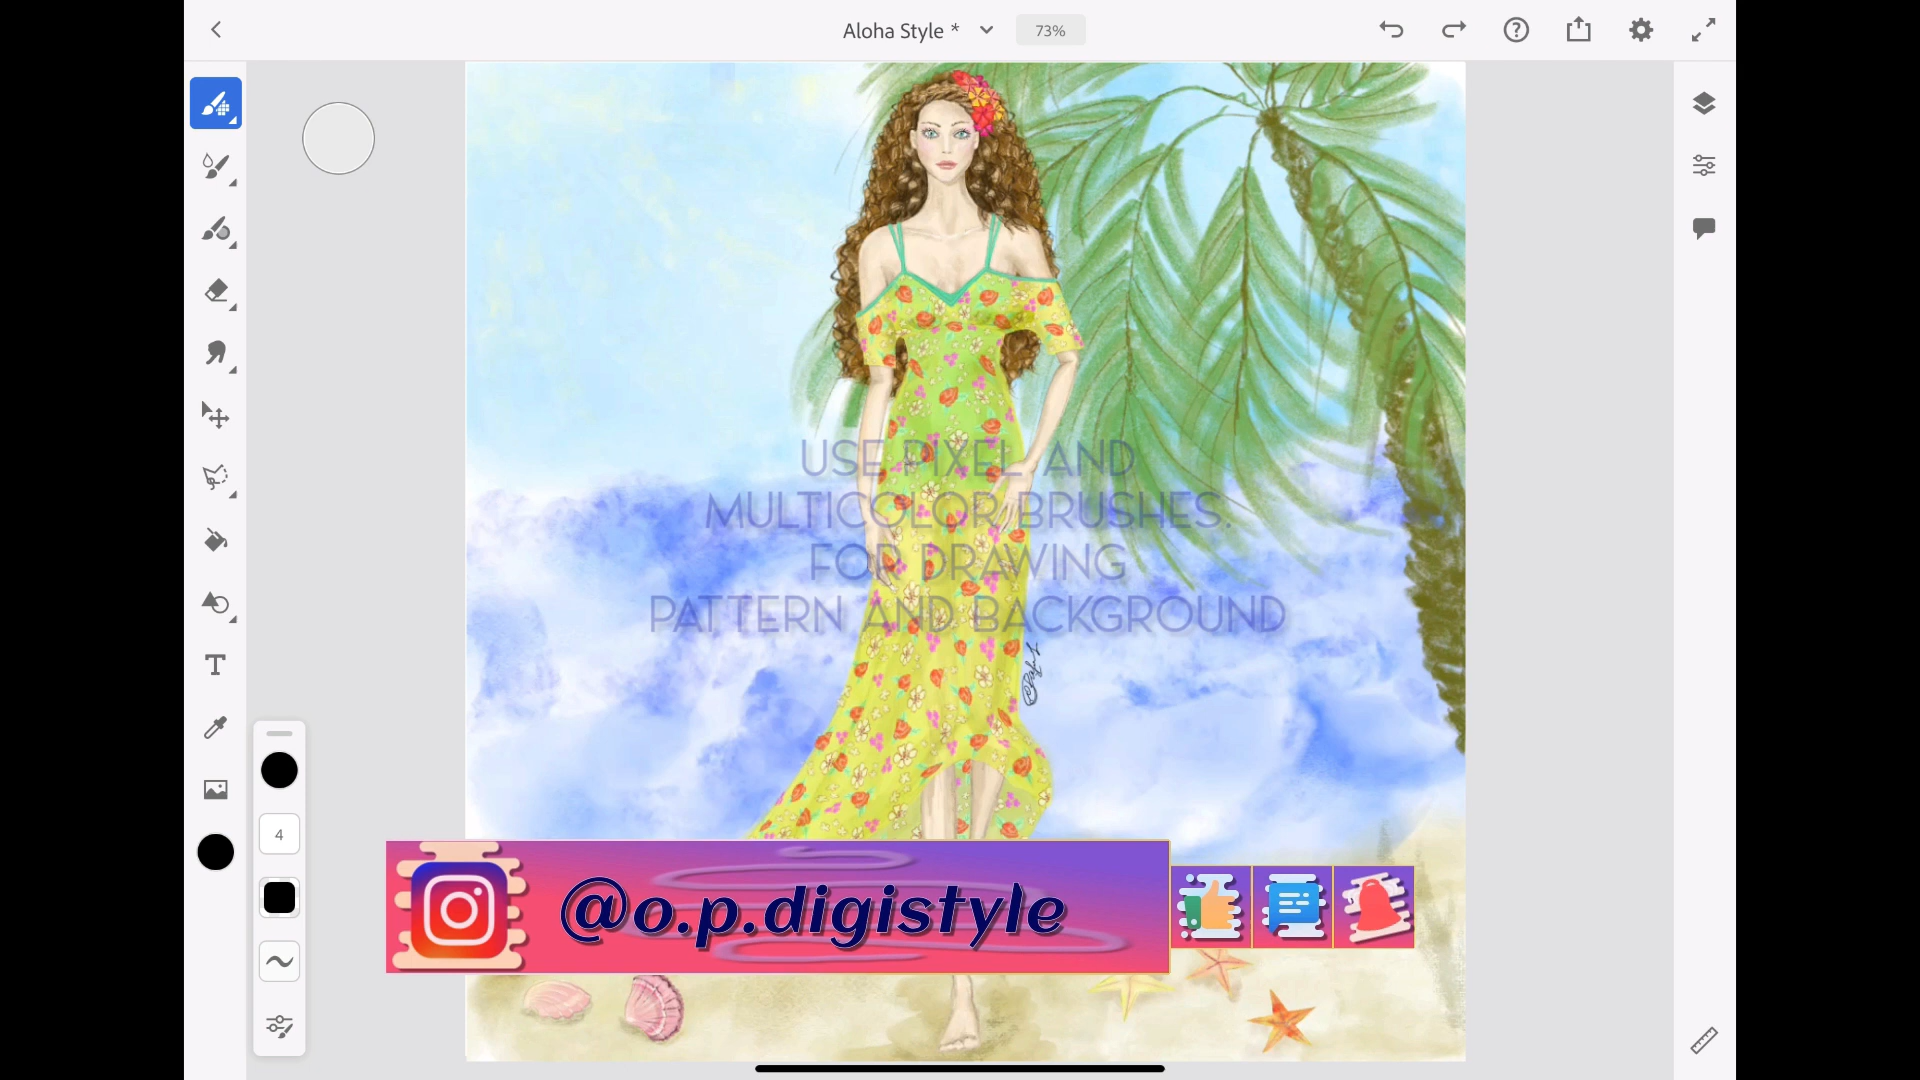 Aloha Style *
73%
USE PIXEL AND
MULTICOLOR BRUSHES.
FOR DRAWING
PATTERN AND BACKGROUND
4
@o.p.digistyle